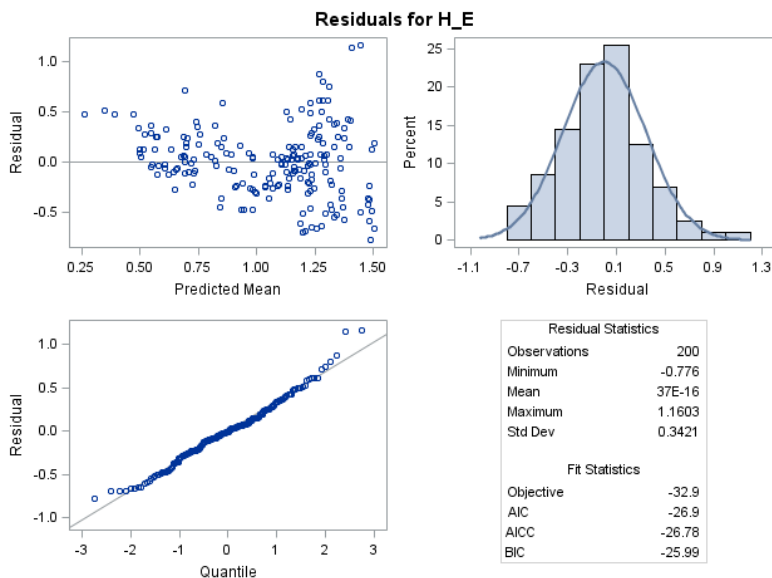 Residuals for H_E
1.0
0.5
0.0
-0.5
Residual
0.25 0.50 0.75 1.00 1.25 1.50
Predicted Mean
25
20
15
10
5
0
Percent
-1.1 -0.7 -0.3 0.1 0.5 0.9 1.3
Residual
1.0
0.5
0.0
-0.5
-1.0
Residual
-3 -2 -1 0 1 2 3
Quantile
Residual Statistics
Observations 200
Minimum -0.776
Mean 37E-16
Maximum 1.1603
Std Dev 0.3421
Fit Statistics
Objective -32.9
AIC -26.9
AICC -26.78
BIC -25.99